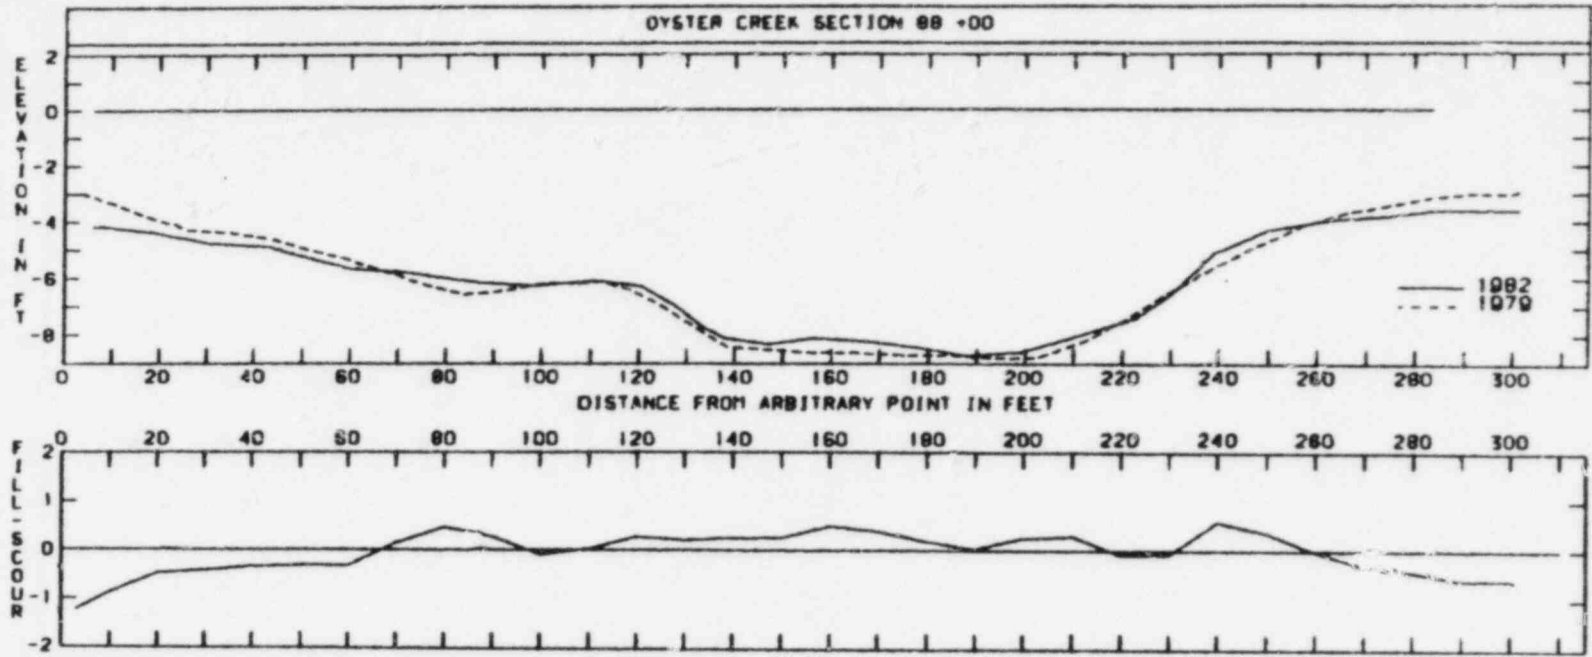 OYSTER CREEK SECTION 88 +00
ELEVATION IN FT
2
0
-2
-4
-6
-8
1982
1979
0 20 40 60 80 100 120 140 160 180 200 220 240 260 280 300
DISTANCE FROM ARBITRARY POINT IN FEET
0 20 40 60 80 100 120 140 160 180 200 220 240 260 280 300
FILL-SCOUR
2
1
0
-1
-2